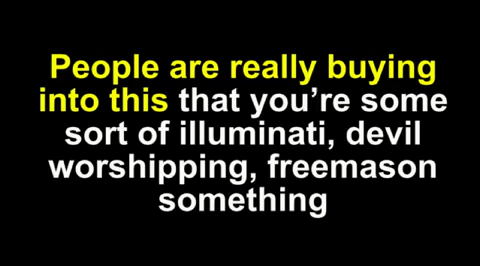 People are really buying
into this that you’re some
sort of illuminati, devil
worshipping, freemason
something